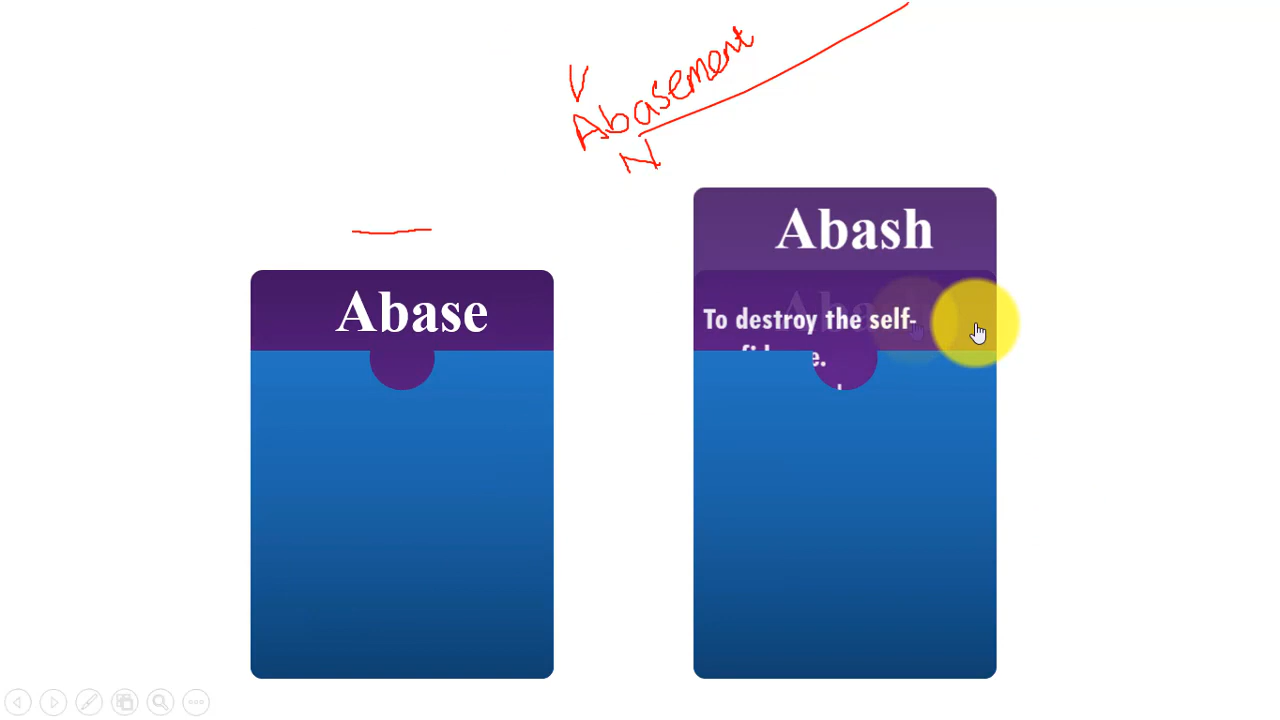 V
Abasement
N
Abase
Abash
To destroy the self-